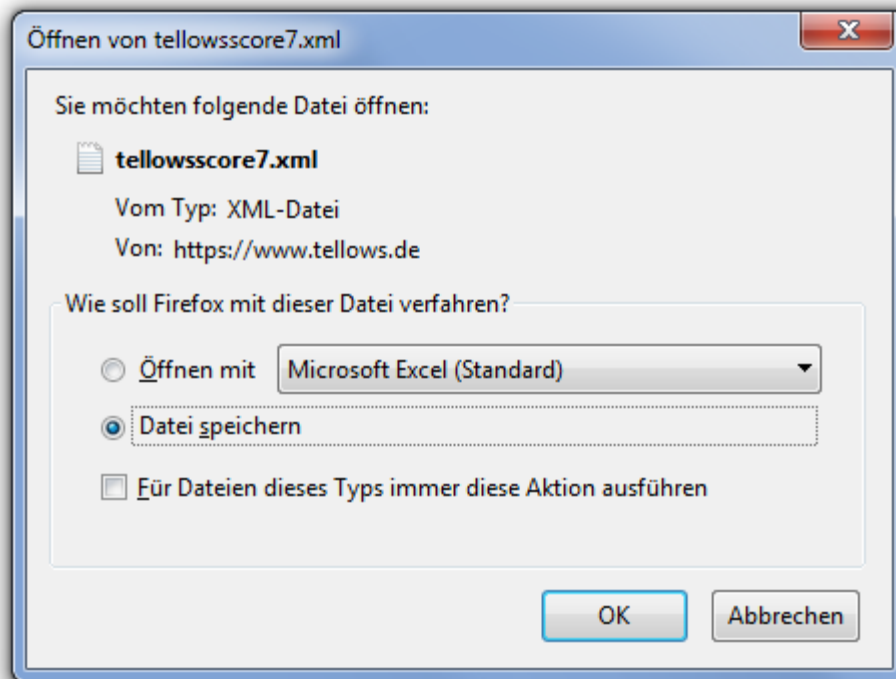 Öffnen von tellowsscore7.xml
Sie möchten folgende Datei öffnen:
tellowsscore7.xml
Vom Typ: XML-Datei
Von: https://www.tellows.de
Wie soll Firefox mit dieser Datei verfahren?
Öffnen mit Microsoft Excel (Standard)
Datei speichern
Für Dateien dieses Typs immer diese Aktion ausführen
OK Abbrechen